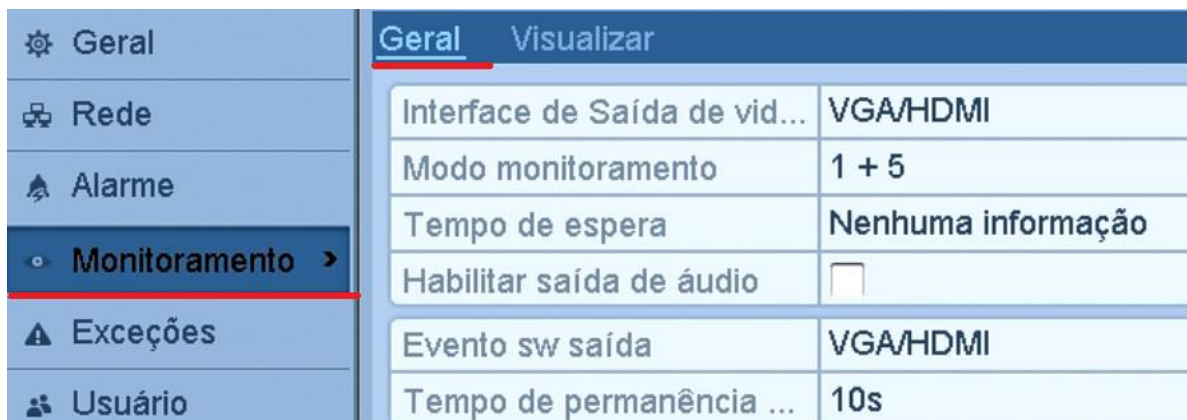 Geral
Rede
Alarme
Monitoramento
Exceções
Usuário
Geral Visualizar
Interface de Saída de vid... VGA/HDMI
Modo monitoramento 1 + 5
Tempo de espera Nenhuma informação
Habilitar saída de áudio
Evento sw saída VGA/HDMI
Tempo de permanência ... 10s